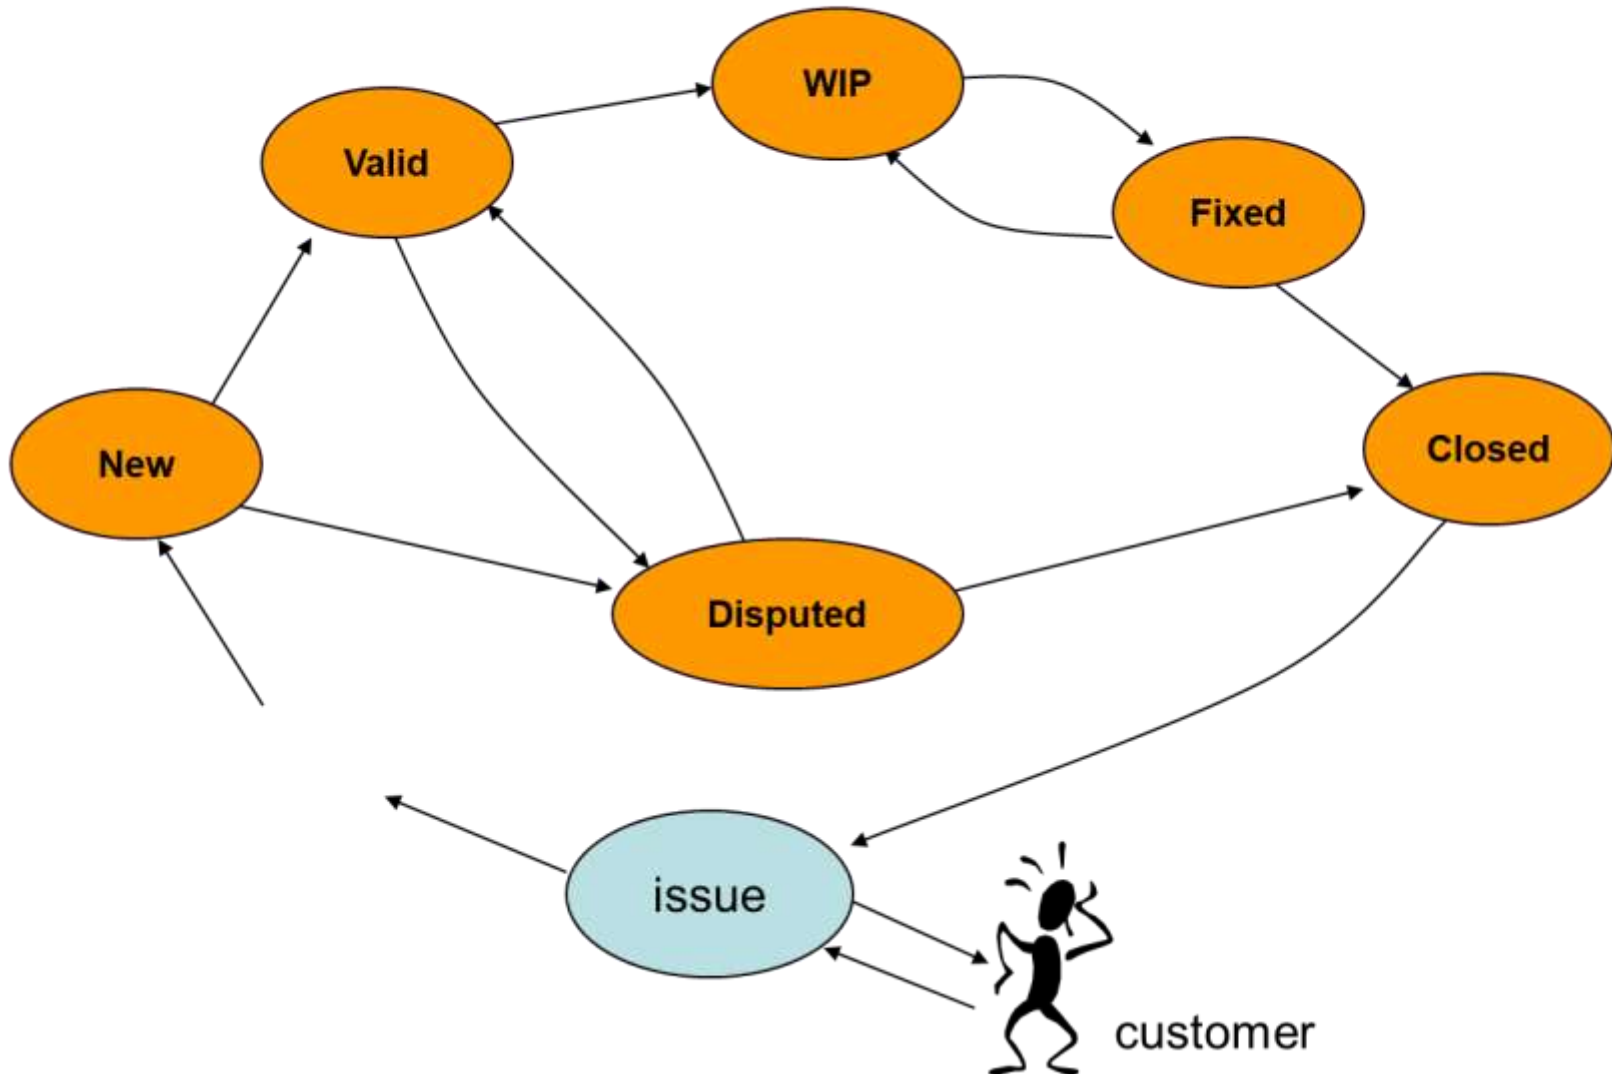 WIP
Valid
Fixed
New
Closed
Disputed
issue
customer